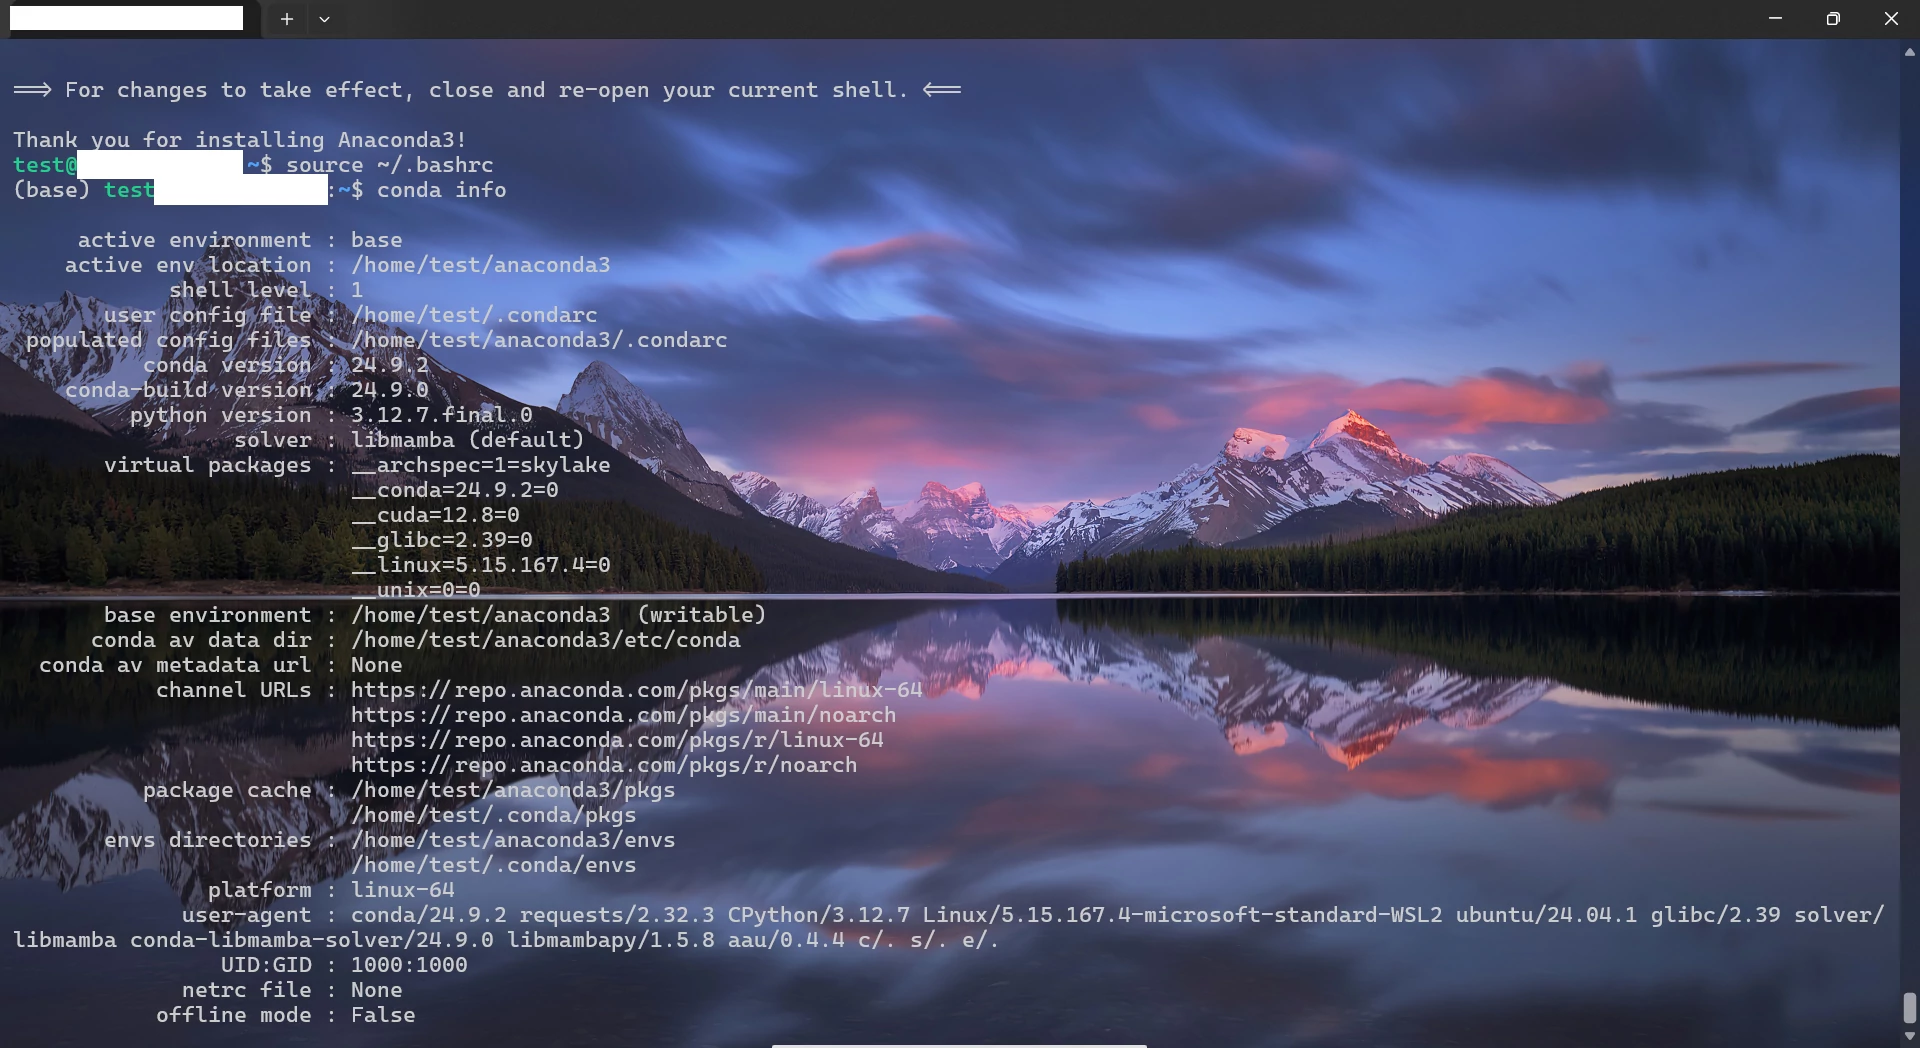 ==> For changes to take effect, close and re-open your current shell. <==
Thank you for installing Anaconda3!
test@ ~$ source ~/.bashrc
(base) test :~$ conda info
active environment : base
active env location : /home/test/anaconda3
shell level : 1
user config file : /home/test/.condarc
populated config files : /home/test/anaconda3/.condarc
conda version : 24.9.2
conda-build version : 24.9.0
python version : 3.12.7.final.0
solver : libmamba (default)
virtual packages : __archspec=1=skylake
__conda=24.9.2=0
__cuda=12.8=0
__glibc=2.39=0
__linux=5.15.167.4=0
__unix=0=0
base environment : /home/test/anaconda3  (writable)
conda av data dir : /home/test/anaconda3/etc/conda
conda av metadata url : None
channel URLs : https://repo.anaconda.com/pkgs/main/linux-64
https://repo.anaconda.com/pkgs/main/noarch
https://repo.anaconda.com/pkgs/r/linux-64
https://repo.anaconda.com/pkgs/r/noarch
package cache : /home/test/anaconda3/pkgs
/home/test/.conda/pkgs
envs directories : /home/test/anaconda3/envs
/home/test/.conda/envs
platform : linux-64
user-agent : conda/24.9.2 requests/2.32.3 CPython/3.12.7 Linux/5.15.167.4-microsoft-standard-WSL2 ubuntu/24.04.1 glibc/2.39 solver/
libmamba conda-libmamba-solver/24.9.0 libmambapy/1.5.8 aau/0.4.4 c/. s/. e/.
UID:GID : 1000:1000
netrc file : None
offline mode : False